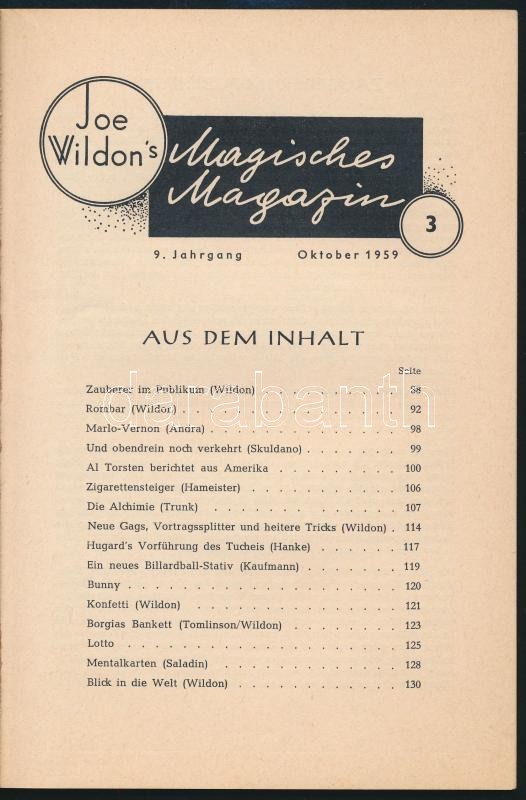 Joe
Wildon's
Magisches
Magazin
3
9. Jahrgang Oktober 1959
AUS DEM INHALT
Seite
Zauberer im Publikum (Wildon) . . . . . . . . . 88
Rombar (Wildon) . . . . . . . . . . . . . . 92
Marlo-Vernon (Andra) . . . . . . . . . . . . 98
Und obendrein noch verkehrt (Skuldano) . . . . . . . 99
Al Torsten berichtet aus Amerika . . . . . . . . . 100
Zigarettensteiger (Hameister) . . . . . . . . . . 106
Die Alchimie (Trunk) . . . . . . . . . . . . 107
Neue Gags, Vortragssplitter und heitere Tricks (Wildon) . 114
Hugard's Vorführung des Tucheis (Hanke) . . . . . . 117
Ein neues Billardball-Stativ (Kaufmann) . . . . . . . 119
Bunny . . . . . . . . . . . . . . . . . 120
Konfetti (Wildon) . . . . . . . . . . . . . 121
Borgias Bankett (Tomlinson/Wildon) . . . . . . . . 123
Lotto . . . . . . . . . . . . . . . . . 125
Mentalkarten (Saladin) . . . . . . . . . . . 128
Blick in die Welt (Wildon) . . . . . . . . . . 130
darabanth